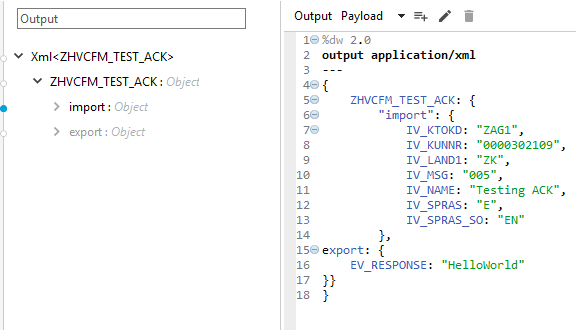 Output
Xml<ZHVCFM_TEST_ACK>
ZHVCFM_TEST_ACK : Object
import : Object
export : Object
Output Payload
1 %dw 2.0
2 output application/xml
3 ---
4 {
5 ZHVCFM_TEST_ACK: {
6 "import": {
7 IV_KTOKD: "ZAG1",
8 IV_KUNNR: "0000302109",
9 IV_LAND1: "ZK",
10 IV_MSG: "005",
11 IV_NAME: "Testing ACK",
12 IV_SPRAS: "E",
13 IV_SPRAS_SO: "EN"
14 },
15 export: {
16 EV_RESPONSE: "HelloWorld"
17 }}
18 }